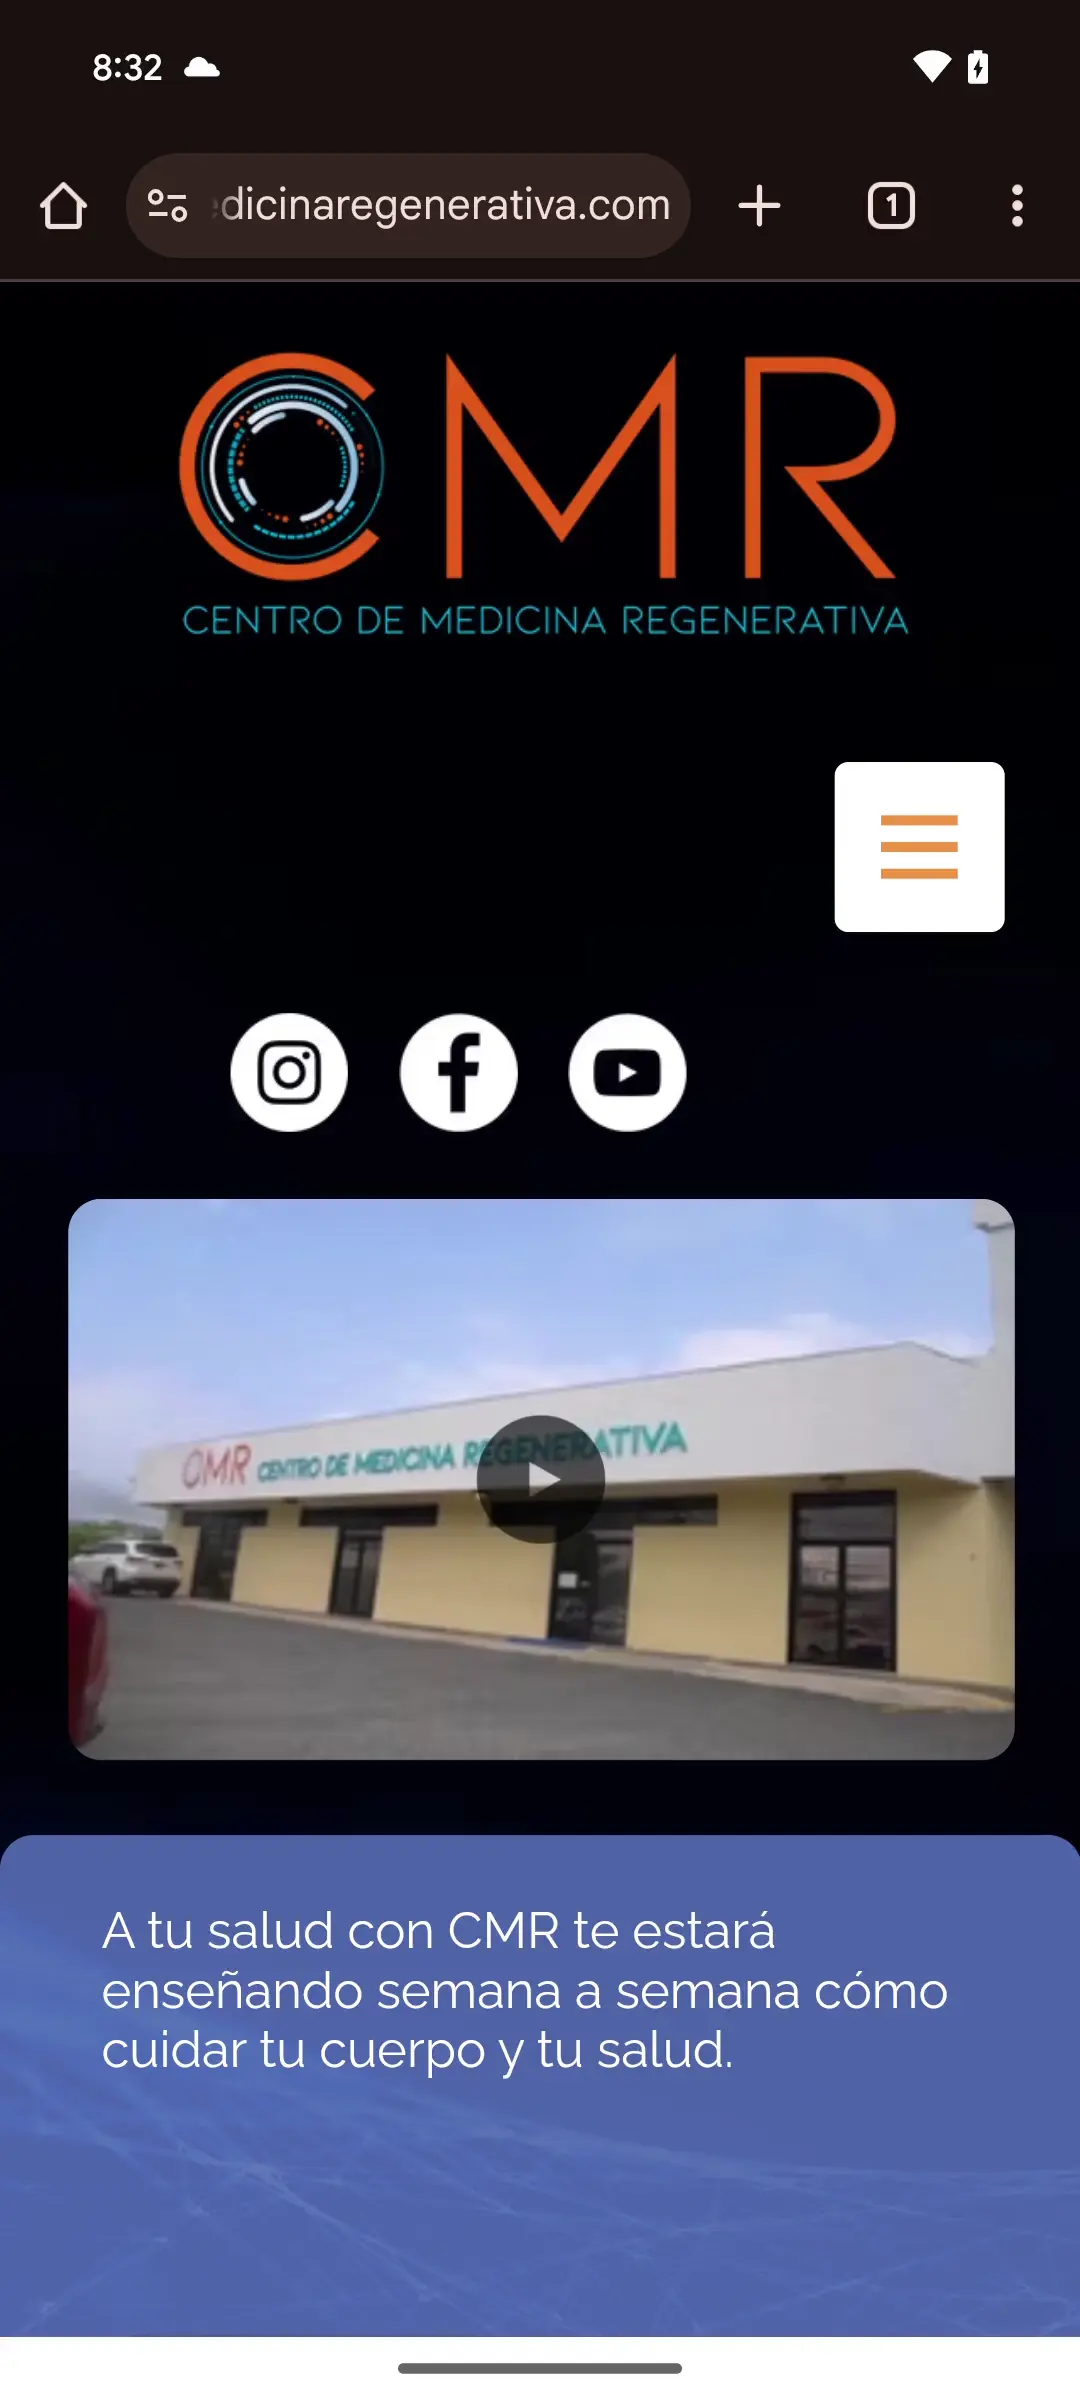 8:32
dicinaregenerativa.com
1
CMR
CENTRO DE MEDICINA REGENERATIVA
CMR CENTRO DE MEDICINA REGENERATIVA
A tu salud con CMR te estará
enseñando semana a semana cómo
cuidar tu cuerpo y tu salud.